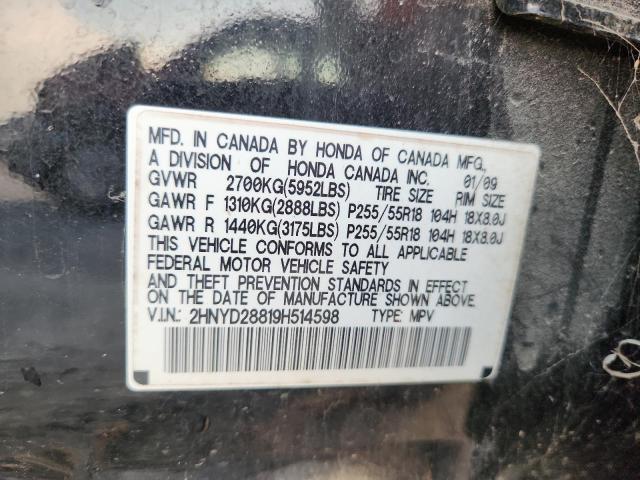 MFD. IN CANADA BY HONDA OF CANADA MFG.,
A DIVISION OF HONDA CANADA INC. 01/09
GVWR 2700KG(5952LBS) TIRE SIZE RIM SIZE
GAWR F 1310KG(2888LBS) P255/55R18 104H 18X8.0J
GAWR R 1440KG(3175LBS) P255/55R18 104H 18X8.0J
THIS VEHICLE CONFORMS TO ALL APPLICABLE
FEDERAL MOTOR VEHICLE SAFETY
AND THEFT PREVENTION STANDARDS IN EFFECT
ON THE DATE OF MANUFACTURE SHOWN ABOVE.
V.I.N.: 2HNYD28819H514598 TYPE: MPV